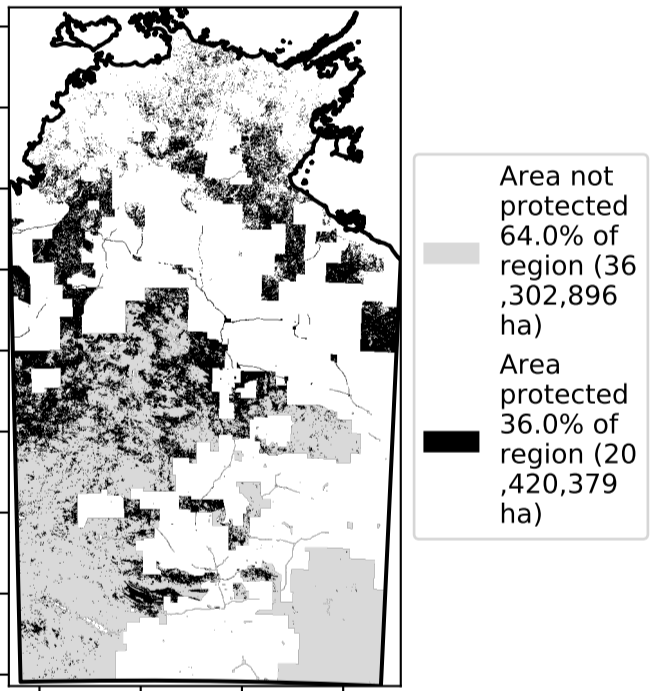 Area not
protected
64.0% of
region (36
,302,896
ha)
Area
protected
36.0% of
region (20
,420,379
ha)